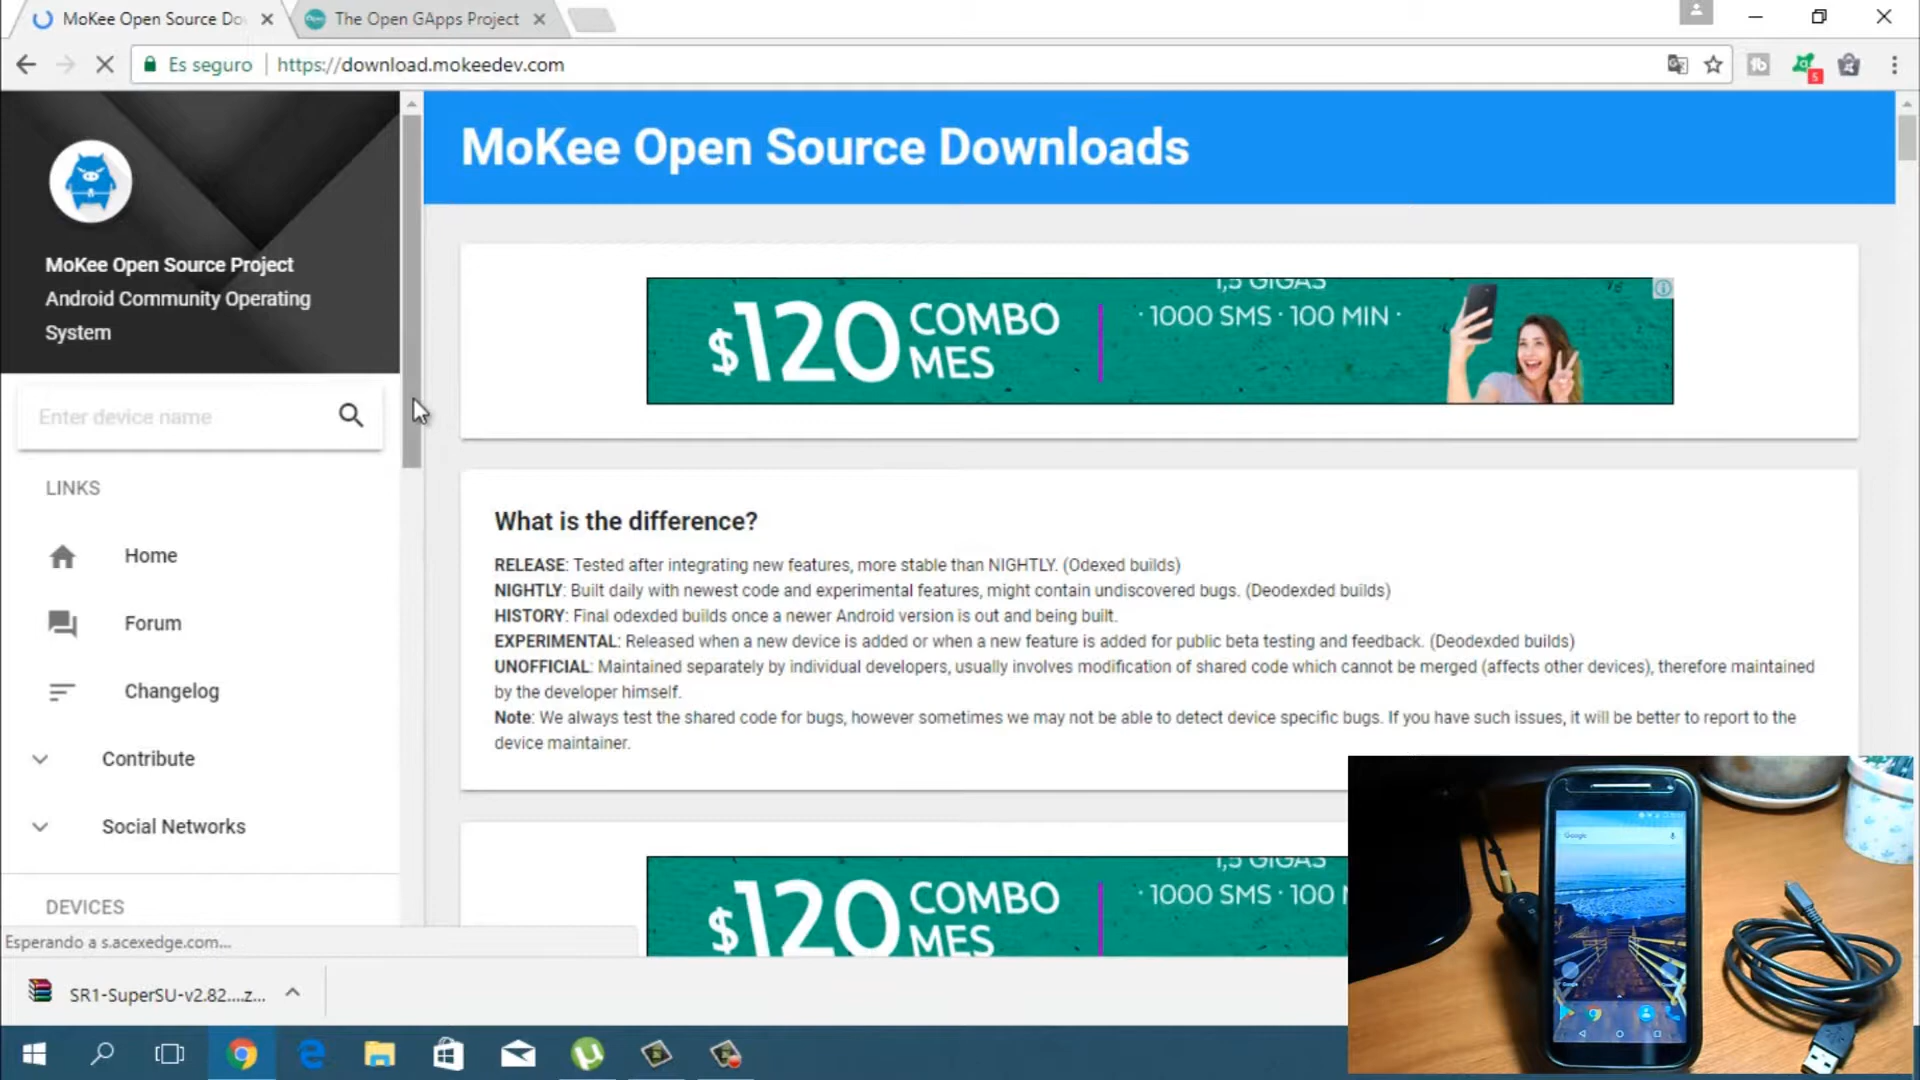 MoKee Open Source Do
The Open GApps Project
Es seguro
https://download.mokeedev.com
5
MoKee Open Source Project
Android Community Operating
System
Enter device name
LINKS
Home
Forum
Changelog
Contribute
Social Networks
DEVICES
MoKee Open Source Downloads
$120 COMBO
MES
1,5 GIGAS
· 1000 SMS · 100 MIN ·
What is the difference?
RELEASE: Tested after integrating new features, more stable than NIGHTLY. (Odexed builds)
NIGHTLY: Built daily with newest code and experimental features, might contain undiscovered bugs. (Deodexded builds)
HISTORY: Final odexded builds once a newer Android version is out and being built.
EXPERIMENTAL: Released when a new device is added or when a new feature is added for public beta testing and feedback. (Deodexded builds)
UNOFFICIAL: Maintained separately by individual developers, usually involves modification of shared code which cannot be merged (affects other devices), therefore maintained
by the developer himself.
Note: We always test the shared code for bugs, however sometimes we may not be able to detect device specific bugs. If you have such issues, it will be better to report to the
device maintainer.
$120 COMBO
MES
1,5 GIGAS
· 1000 SMS · 100
Google
Esperando a s.acexedge.com...
SR1-SuperSU-v2.82....z...